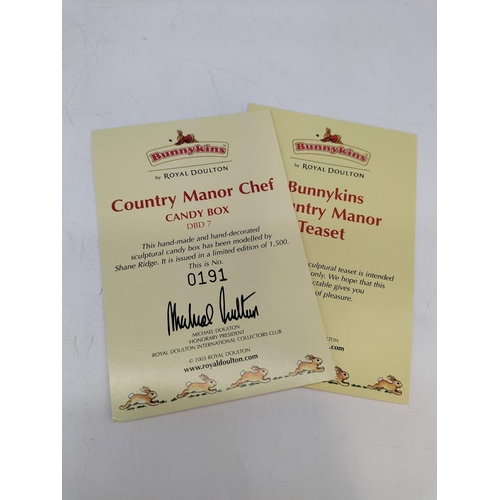 Bunnykins
by ROYAL DOULTON
Country Manor Chef
CANDY BOX
DBD 7
This hand-made and hand-decorated
sculptural candy box has been modelled by
Shane Ridge. It is issued in a limited edition of 1,500.
This is No.
0191
Michael Doulton
MICHAEL DOULTON
HONORARY PRESIDENT
ROYAL DOULTON INTERNATIONAL COLLECTORS CLUB
© 2003 ROYAL DOULTON
www.royaldoulton.com
Bunnykins
by ROYAL DOULTON
Bunnykins
ntry Manor
Teaset
sculptural teaset is intended
only. We hope that this
ctable gives you
of pleasure.
DOULTON
n.com